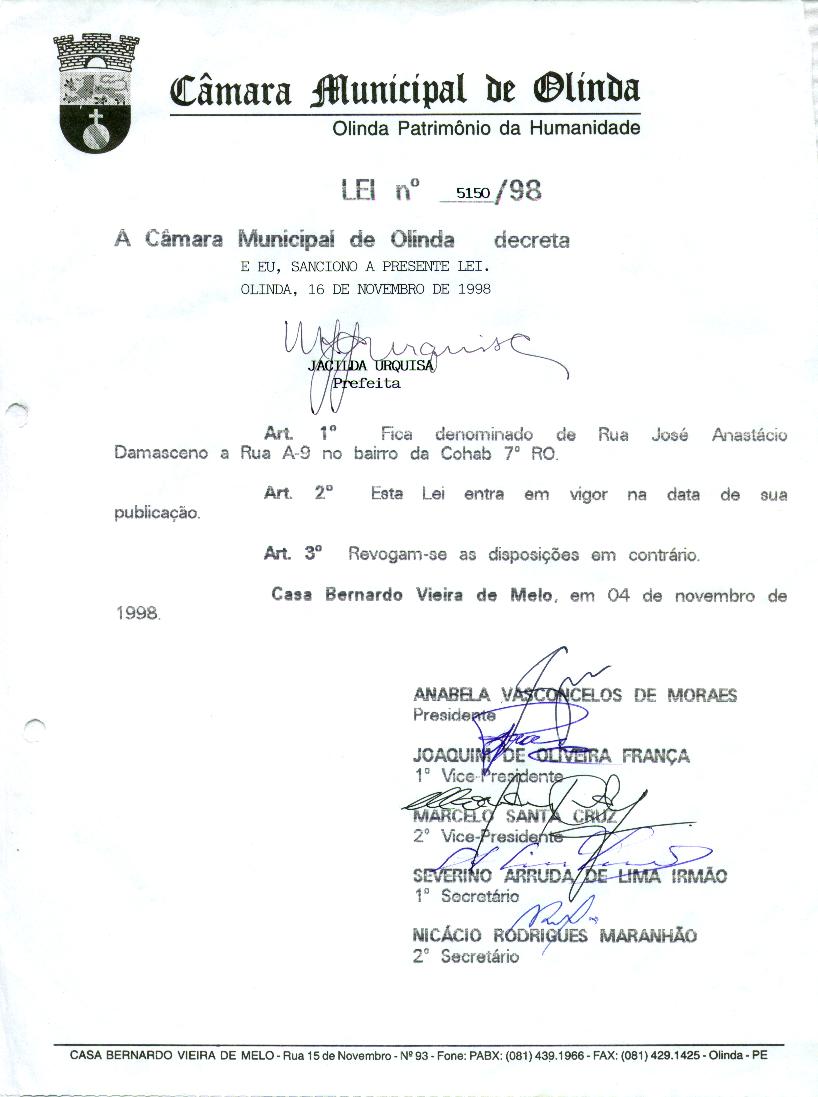 Câmara Municipal de Olinda
Olinda Patrimônio da Humanidade
LEI nº 5150/98
A Câmara Municipal de Olinda decreta
E EU, SANCIONO A PRESENTE LEI.
OLINDA, 16 DE NOVEMBRO DE 1998
JACILDA URQUISA
Prefeita
Art. 1º Fica denominado de Rua José Anastácio
Damasceno a Rua A-9 no bairro da Cohab 7º RO.
Art. 2º Esta Lei entra em vigor na data de sua
publicação.
Art. 3º Revogam-se as disposições em contrário.
Casa Bernardo Vieira de Melo, em 04 de novembro de
1998.
ANABELA VASCONCELOS DE MORAES
Presidente
JOAQUIM DE OLIVEIRA FRANÇA
1º Vice-Presidente
MARCELO SANTA CRUZ
2º Vice-Presidente
SEVERINO ARRUDA DE LIMA IRMÃO
1º Secretário
NICÁCIO RODRIGUES MARANHÃO
2º Secretário
CASA BERNARDO VIEIRA DE MELO - Rua 15 de Novembro - Nº 93 - Fone: PABX: (081) 439.1966 - FAX: (081) 429.1425 - Olinda - PE